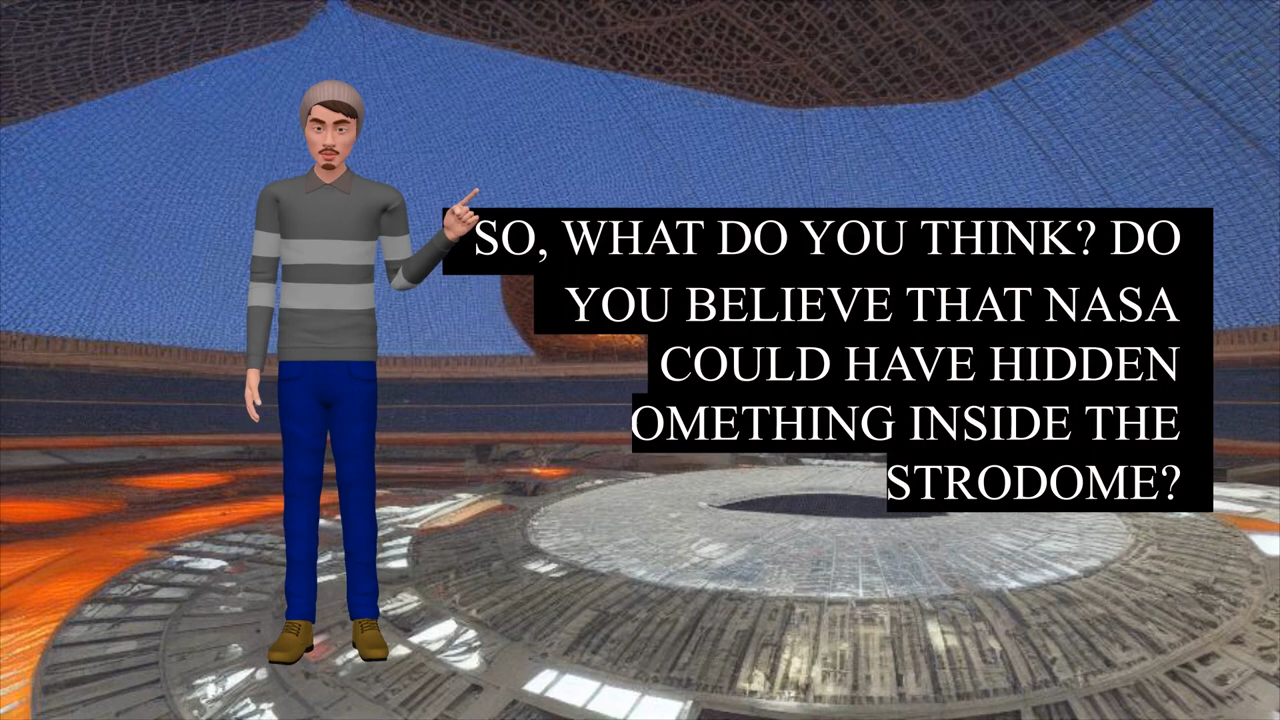 SO, WHAT DO YOU THINK? DO
YOU BELIEVE THAT NASA
COULD HAVE HIDDEN
OMETHING INSIDE THE
STRODOME?